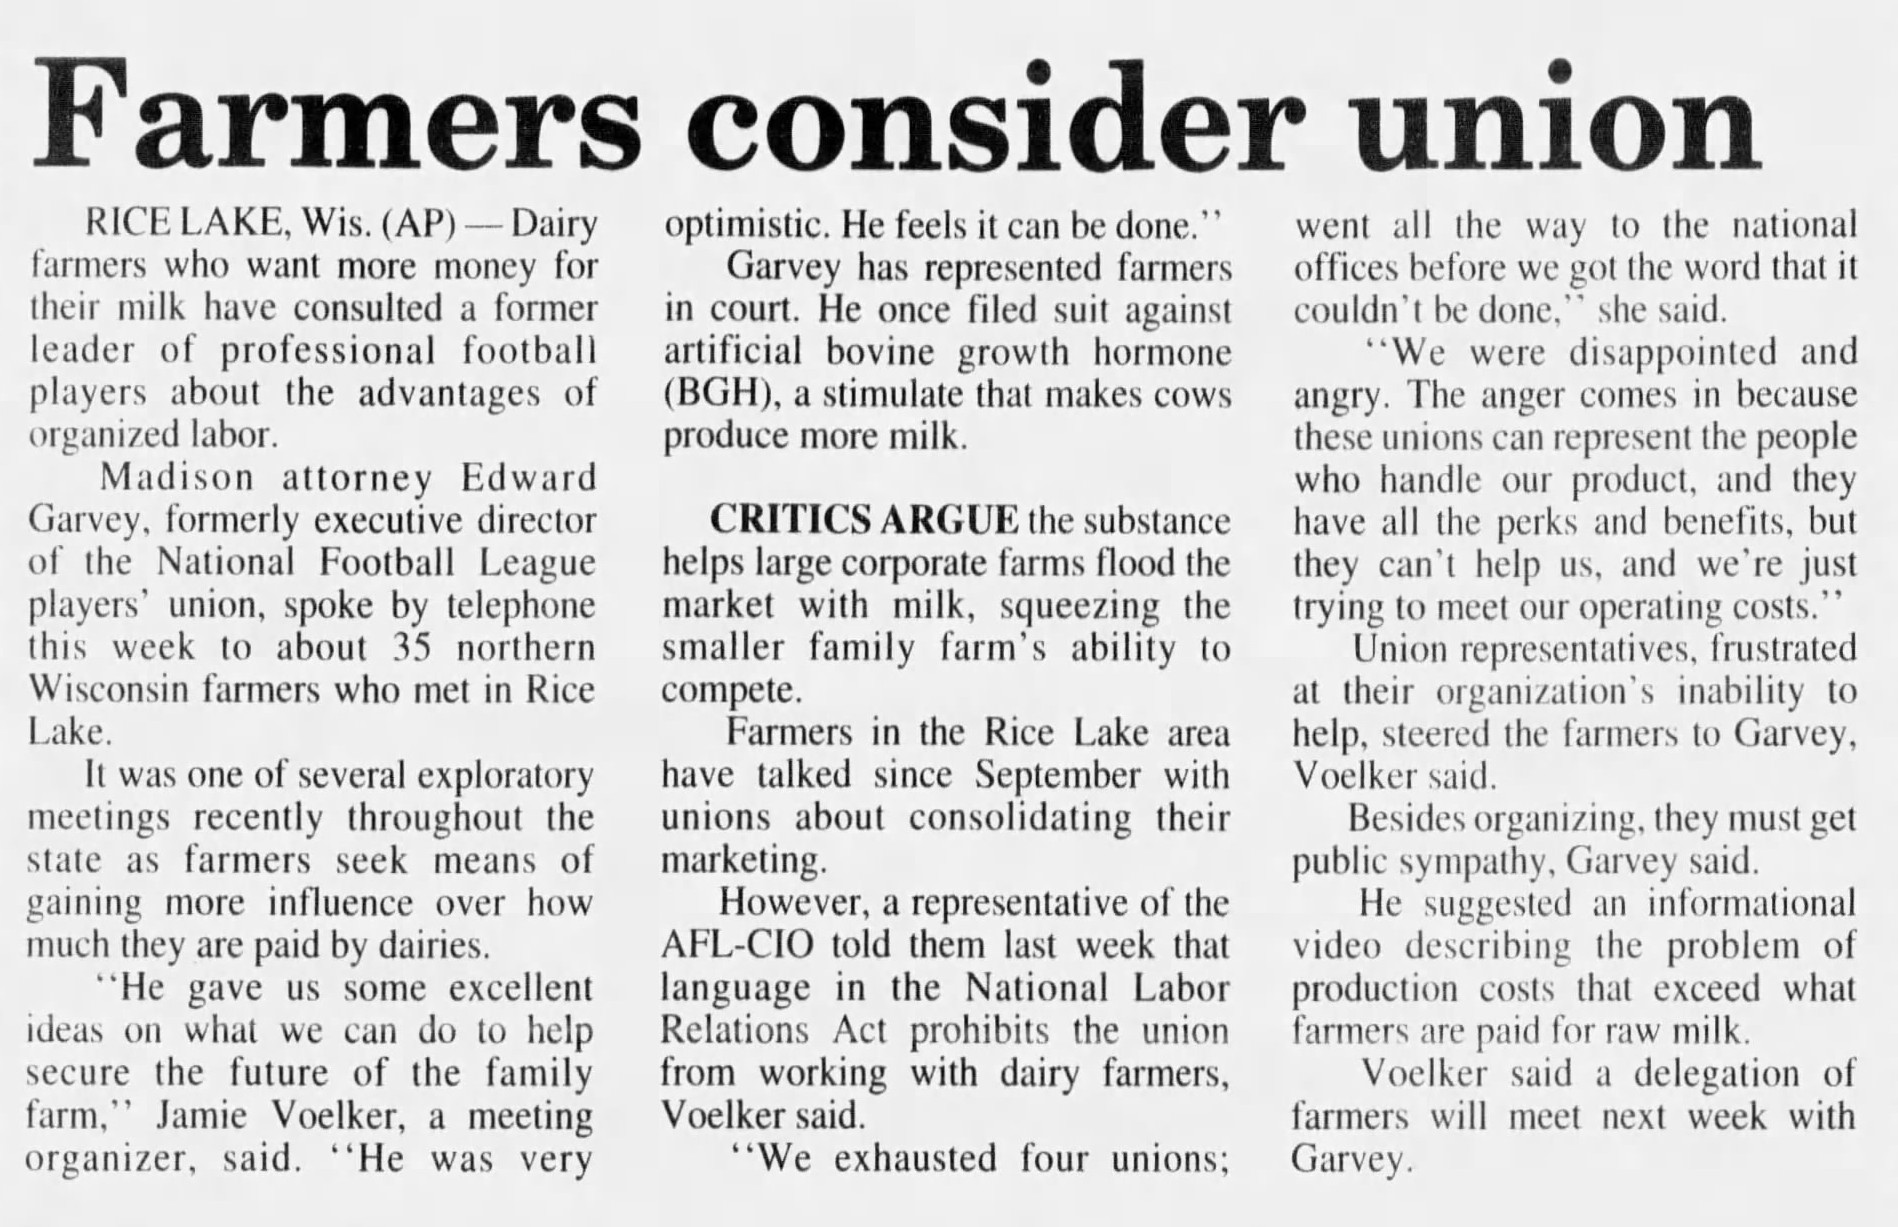 Farmers consider union
RICE LAKE, Wis. (AP) — Dairy
farmers who want more money for
their milk have consulted a former
leader of professional football
players about the advantages of
organized labor.
Madison attorney Edward
Garvey, formerly executive director
of the National Football League
players' union, spoke by telephone
this week to about 35 northern
Wisconsin farmers who met in Rice
Lake.
It was one of several exploratory
meetings recently throughout the
state as farmers seek means of
gaining more influence over how
much they are paid by dairies.
"He gave us some excellent
ideas on what we can do to help
secure the future of the family
farm," Jamie Voelker, a meeting
organizer, said. "He was very
optimistic. He feels it can be done."
Garvey has represented farmers
in court. He once filed suit against
artificial bovine growth hormone
(BGH), a stimulate that makes cows
produce more milk.
CRITICS ARGUE the substance
helps large corporate farms flood the
market with milk, squeezing the
smaller family farm's ability to
compete.
Farmers in the Rice Lake area
have talked since September with
unions about consolidating their
marketing.
However, a representative of the
AFL-CIO told them last week that
language in the National Labor
Relations Act prohibits the union
from working with dairy farmers,
Voelker said.
"We exhausted four unions;
went all the way to the national
offices before we got the word that it
couldn't be done," she said.
"We were disappointed and
angry. The anger comes in because
these unions can represent the people
who handle our product, and they
have all the perks and benefits, but
they can't help us, and we're just
trying to meet our operating costs."
Union representatives, frustrated
at their organization's inability to
help, steered the farmers to Garvey,
Voelker said.
Besides organizing, they must get
public sympathy, Garvey said.
He suggested an informational
video describing the problem of
production costs that exceed what
farmers are paid for raw milk.
Voelker said a delegation of
farmers will meet next week with
Garvey.